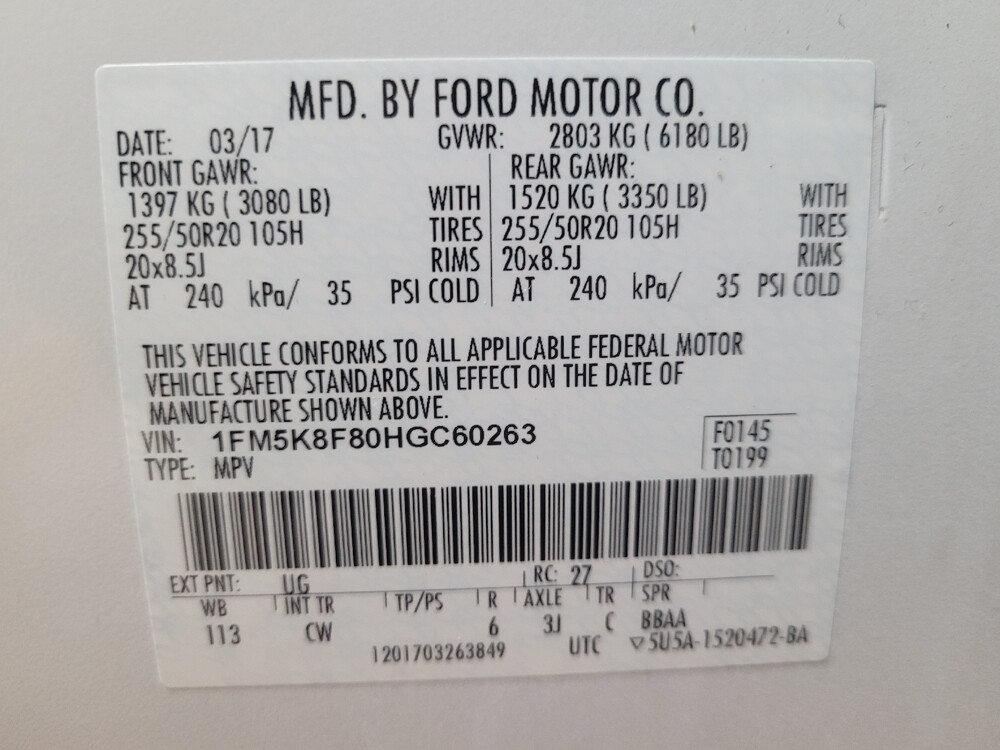 MFD. BY FORD MOTOR CO.
DATE: 03/17 GVWR: 2803 KG ( 6180 LB)
FRONT GAWR: REAR GAWR:
1397 KG ( 3080 LB) WITH 1520 KG ( 3350 LB) WITH
255/50R20 105H TIRES 255/50R20 105H TIRES
20x8.5J RIMS 20x8.5J RIMS
AT 240 kPa/ 35 PSI COLD AT 240 kPa/ 35 PSI COLD
THIS VEHICLE CONFORMS TO ALL APPLICABLE FEDERAL MOTOR
VEHICLE SAFETY STANDARDS IN EFFECT ON THE DATE OF
MANUFACTURE SHOWN ABOVE.
VIN: 1FM5K8F80HGC60263 F0145
TYPE: MPV T0199
EXT PNT: UG RC: 27 DSO:
WB INT TR TP/PS R AXLE TR SPR
113 CW 6 3J C BBAA
1201703263849 UTC ▽5U5A-1520472-BA